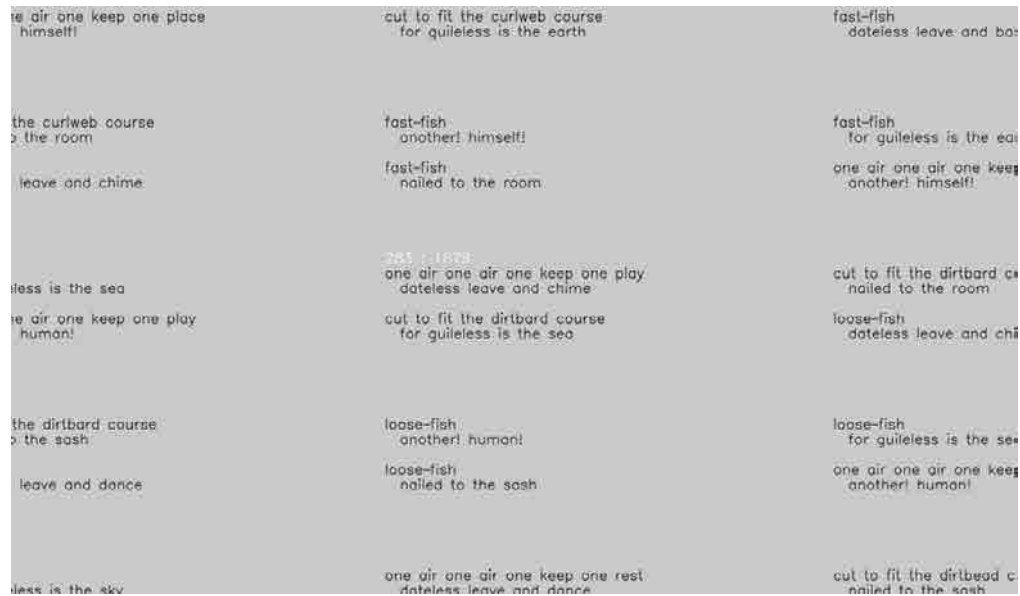 e air one keep one place
himself!
the curlweb course
the room
leave and chime
less is the sea
e air one keep one play
human!
the dirtbard course
the sash
leave and dance
less is the sky
cut to fit the curlweb course
for guileless is the earth
fast-fish
another! himself!
fast-fish
nailed to the room
283 : 1879
one air one air one keep one play
dateless leave and chime
cut to fit the dirtbard course
for guileless is the sea
loose-fish
another! human!
loose-fish
nailed to the sash
one air one air one keep one rest
dateless leave and dance
fast-fish
dateless leave and
fast-fish
for guileless is the
one air one air one keep
another! himself!
cut to fit the dirtbard
nailed to the room
loose-fish
dateless leave and
loose-fish
for guileless is the
one air one air one keep
another! human!
cut to fit the dirtbead
nailed to the sash